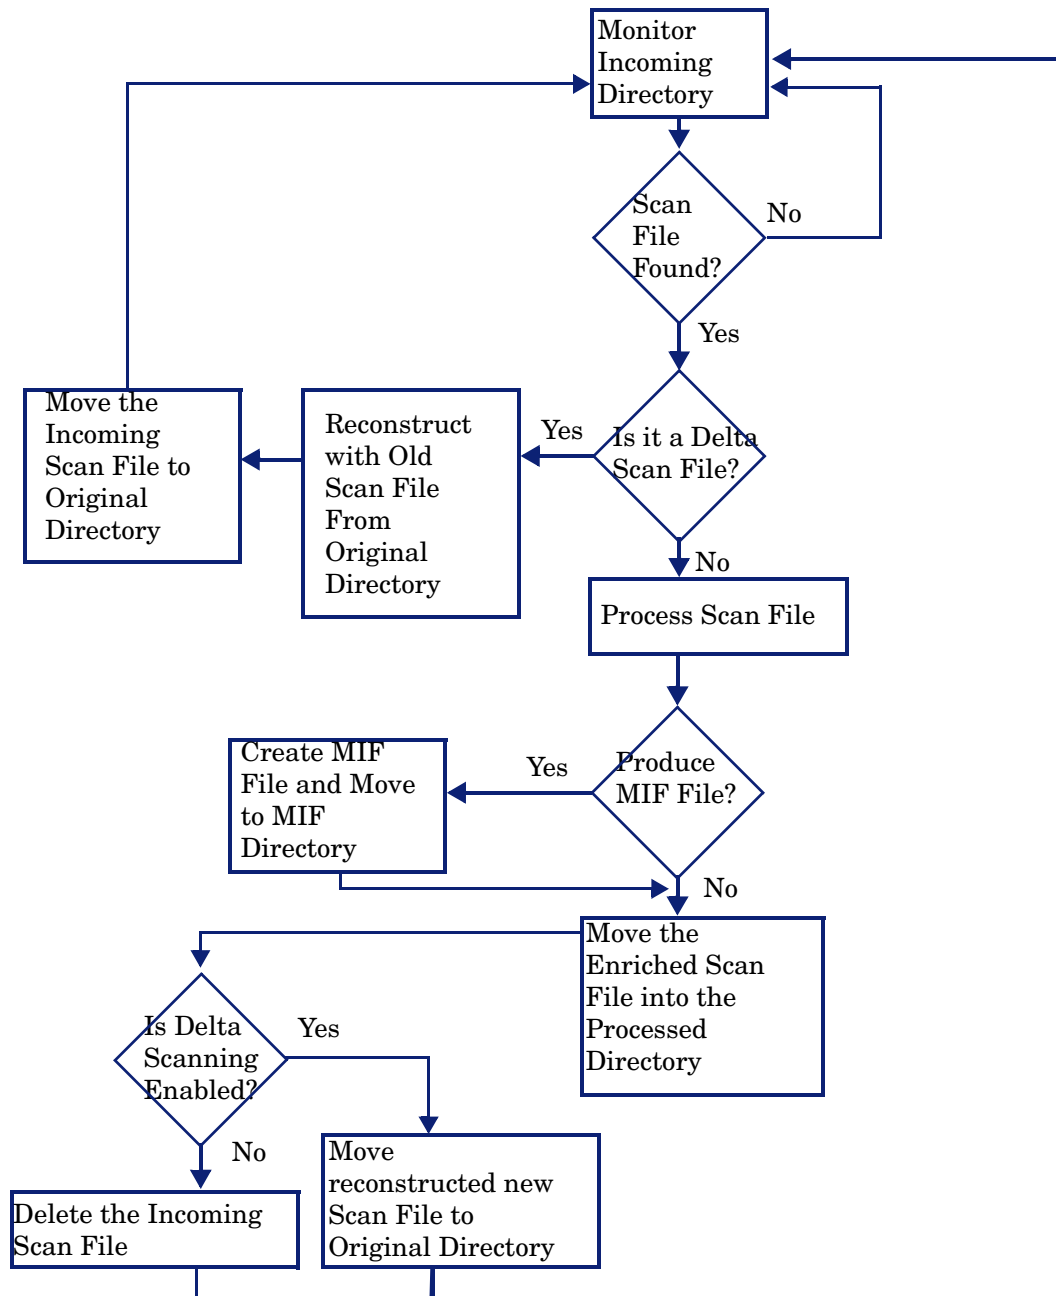 Monitor
Incoming
Directory
Scan
File
Found?
No
Yes
Move the
Incoming
Scan File to
Original
Directory
Reconstruct
with Old
Scan File
From
Original
Directory
Yes
Is it a Delta
Scan File?
No
Process Scan File
Create MIF
File and Move
to MIF
Directory
Yes
Produce
MIF File?
No
Move the
Enriched Scan
File into the
Processed
Directory
Is Delta
Scanning
Enabled?
Yes
No
Move
reconstructed new
Scan File to
Original Directory
Delete the Incoming
Scan File